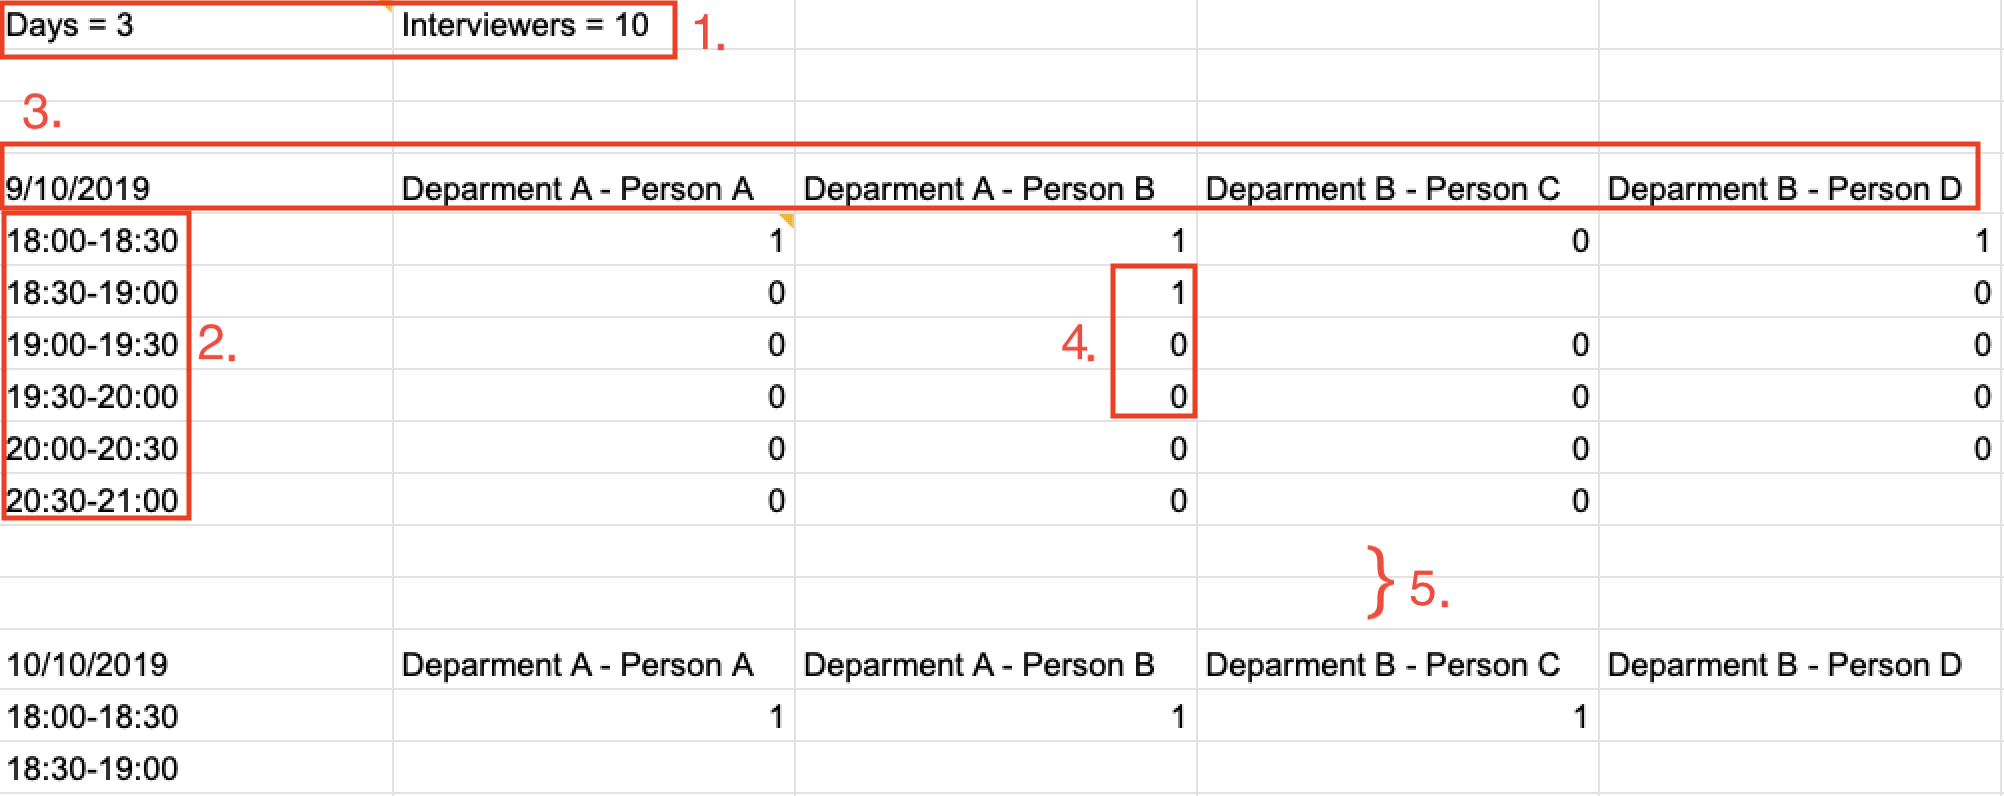 Days = 3 Interviewers = 10 1.
3.
9/10/2019 Deparment A - Person A Deparment A - Person B Deparment B - Person C Deparment B - Person D
18:00-18:30 1 1 0 1
18:30-19:00 0 1 0
19:00-19:30 2. 0 4. 0 0 0
19:30-20:00 0 0 0 0
20:00-20:30 0 0 0 0
20:30-21:00 0 0 0
} 5.
10/10/2019 Deparment A - Person A Deparment A - Person B Deparment B - Person C Deparment B - Person D
18:00-18:30 1 1 1
18:30-19:00